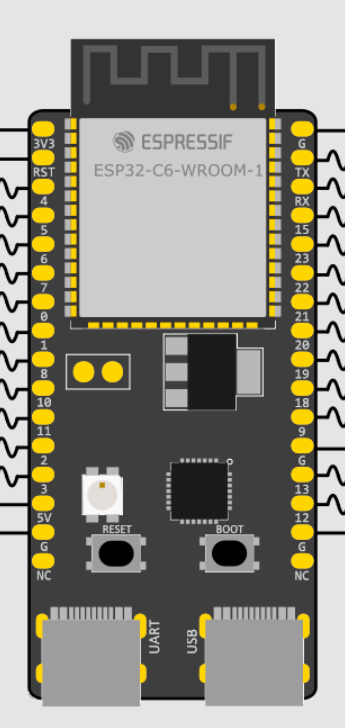 ESPRESSIF
ESP32-C6-WROOM-1
3V3
RST
4
5
6
7
0
1
8
10
11
2
3
5V
G
NC
G
TX
RX
15
23
22
21
20
19
18
9
G
13
12
G
NC
RESET
BOOT
UART
USB